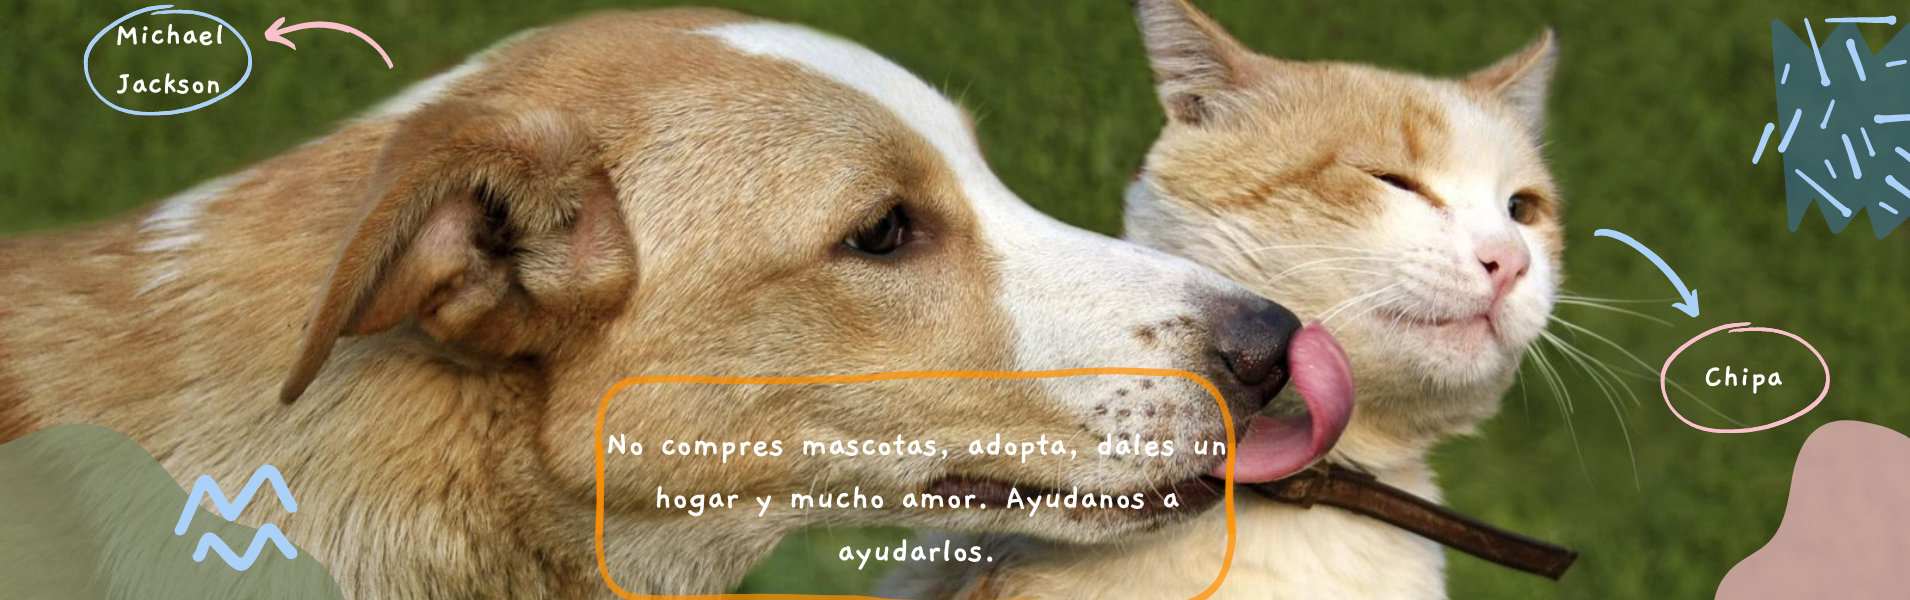 Michael
Jackson
Chipa
No compres mascotas, adopta, dales un
hogar y mucho amor. Ayudanos a
ayudarlos.